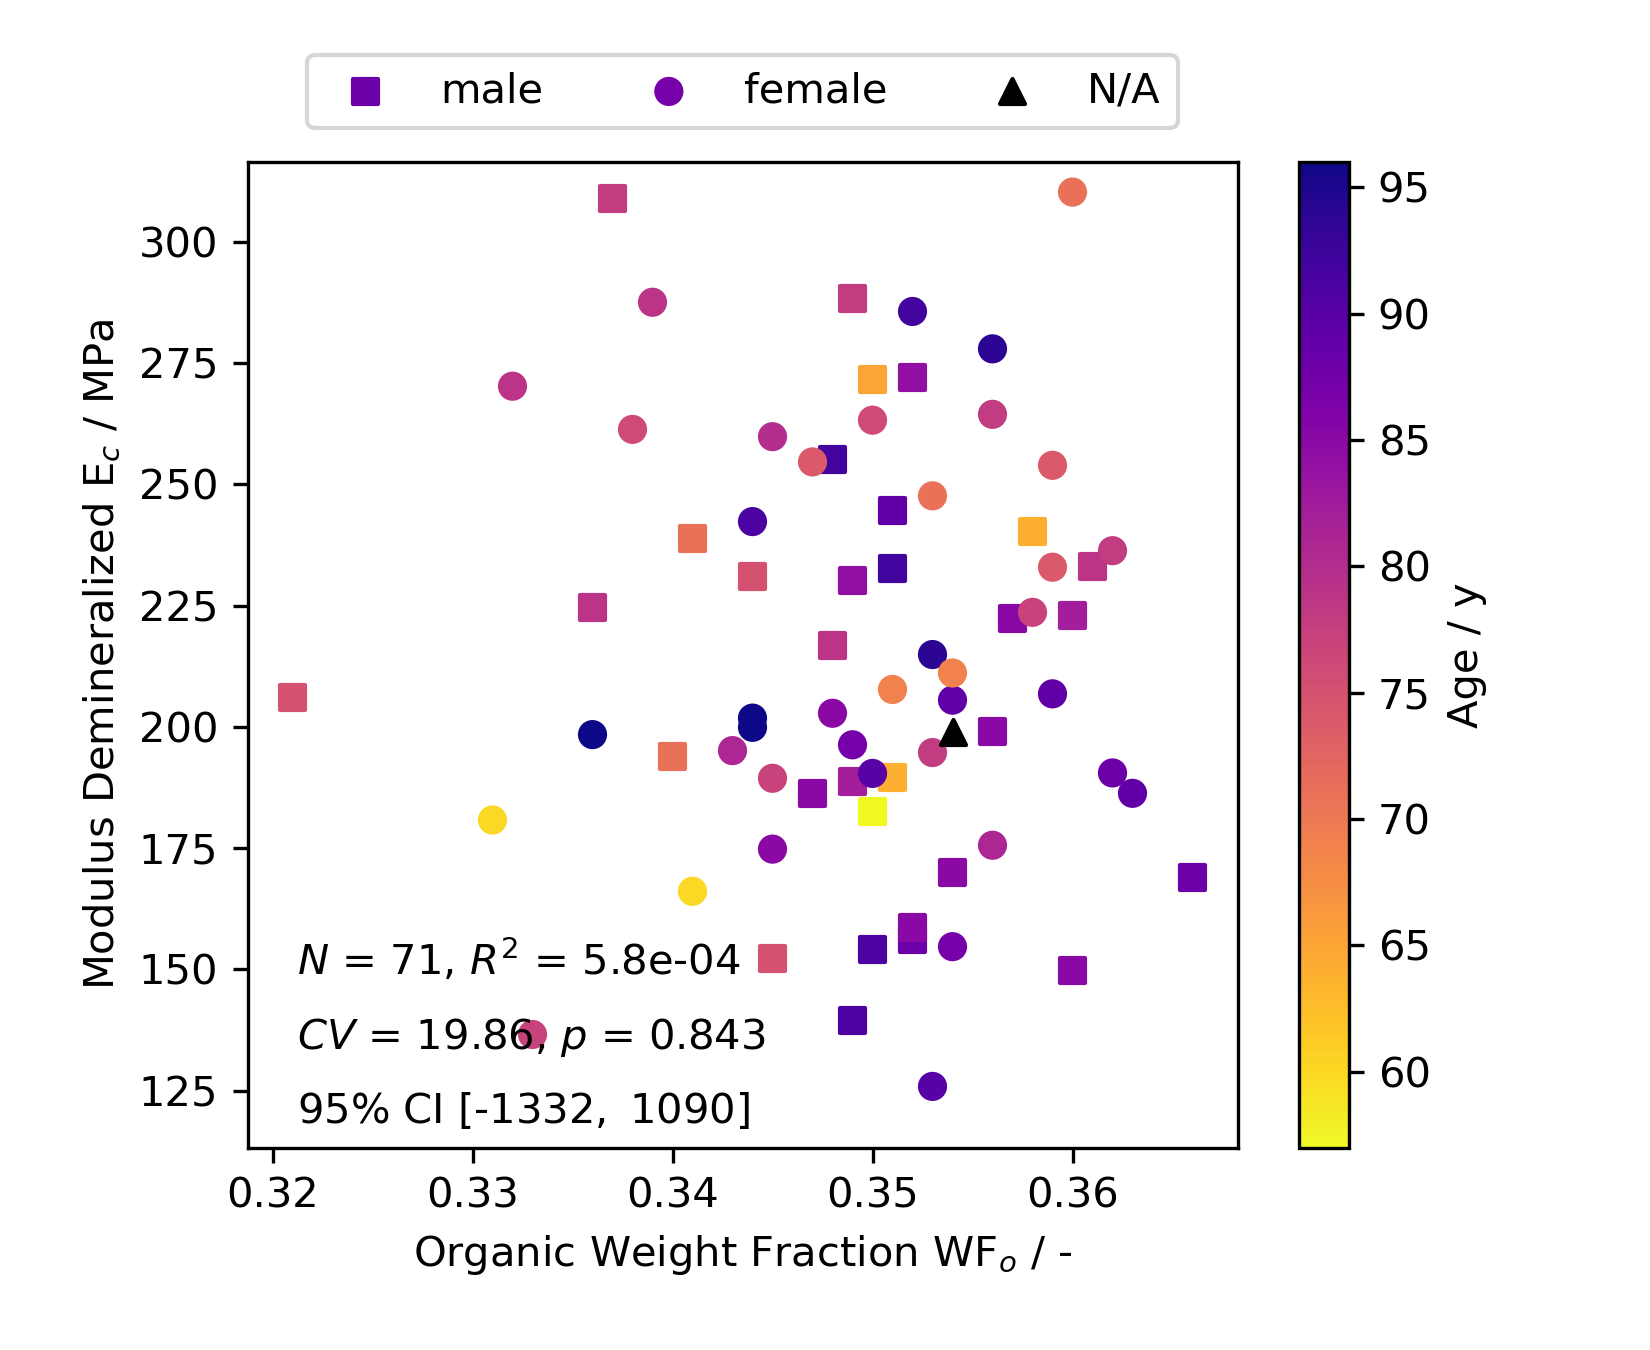 male female N/A
300
275
250
225
200
175
150
125
Modulus Demineralized E_c / MPa
N = 71, R² = 5.8e-04
CV = 19.86, p = 0.843
95% CI [-1332, 1090]
0.32 0.33 0.34 0.35 0.36
Organic Weight Fraction WF_o / -
95
90
85
80
75
70
65
60
Age / y